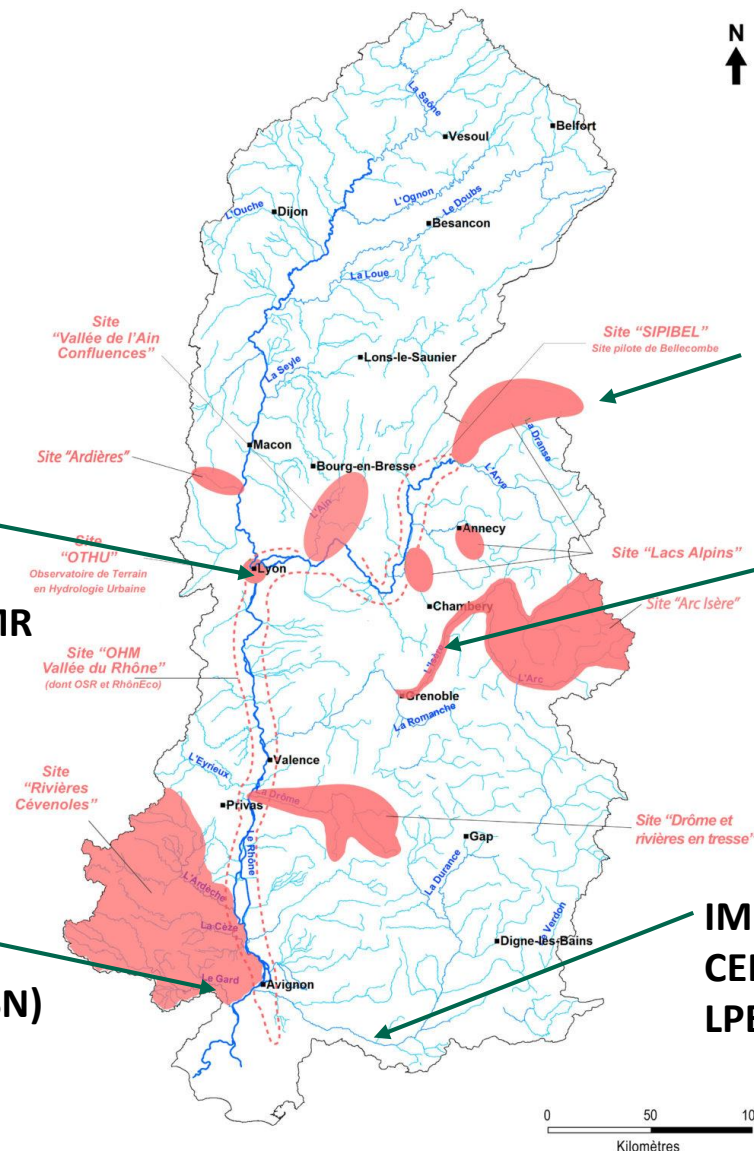 N
La Saône
Vesoul
Belfort
L'Ognon
Le Doubs
L'Ouche
Dijon
Besancon
La Loue
Site
"Vallée de l'Ain
Confluences"
Site "SIPIBEL"
Site pilote de Bellecombe
Lons-le-Saunier
La Seyle
La Dranse
Macon
Site "Ardières"
Bourg-en-Bresse
L'Arve
L'Ain
Annecy
Site
"OTHU"
Observatoire de Terrain
en Hydrologie Urbaine
Lyon
Site "Lacs Alpins"
Chambery
Site "Arc Isère"
MR
Site "OHM
Vallée du Rhône"
(dont OSR et RhônEco)
L'Isère
L'Arc
Grenoble
La Romanche
Valence
L'Eyrieux
Site
"Rivières
Cévenoles"
Privas
La Drôme
Site "Drôme et
rivières en tresse"
Gap
Le Rhône
La Durance
L'Ardèche
La Cèze
Le Verdon
Digne-les-Bains
IM
CE
LPE
Le Gard
Avignon
N)
0 50 10
Kilomètres